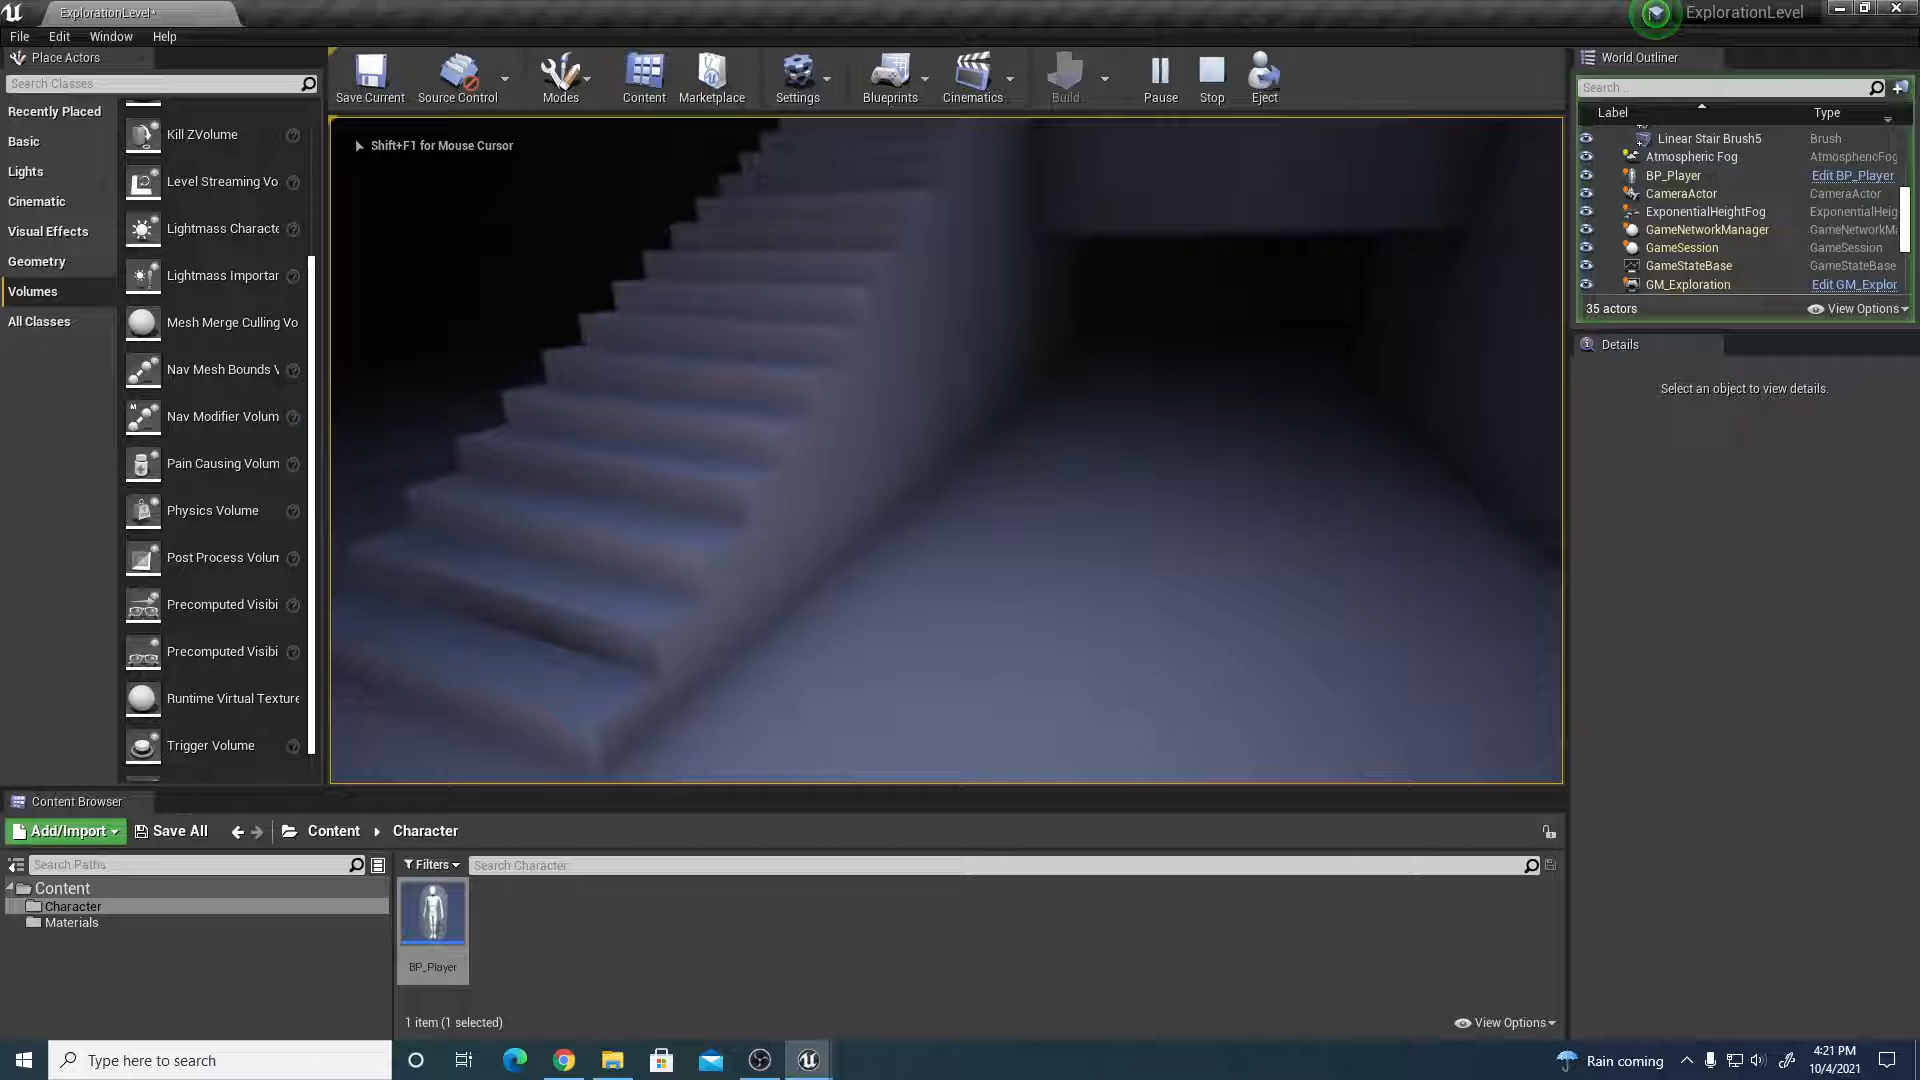 ExplorationLevel*
ExplorationLevel
File Edit Window Help
Place Actors
Search Classes
Recently Placed
Basic
Lights
Cinematic
Visual Effects
Geometry
Volumes
All Classes
Kill ZVolume
Level Streaming Vo
Lightmass Characte
Lightmass Importar
Mesh Merge Culling Vo
Nav Mesh Bounds V
Nav Modifier Volum
Pain Causing Volum
Physics Volume
Post Process Volun
Precomputed Visibi
Precomputed Visibi
Runtime Virtual Texture
Trigger Volume
Save Current Source Control Modes Content Marketplace Settings Blueprints Cinematics Build Pause Stop Eject
Shift+F1 for Mouse Cursor
World Outliner
Search...
Label Type
Linear Stair Brush5 Brush
Atmospheric Fog AtmosphericFog
BP_Player Edit BP_Player
CameraActor CameraActor
ExponentialHeightFog ExponentialHeig
GameNetworkManager GameNetworkM
GameSession GameSession
GameStateBase GameStateBase
GM_Exploration Edit GM_Explor
35 actors View Options
Details
Select an object to view details.
Content Browser
Add/Import Save All Content Character
Search Paths
Filters Search Character
Content
Character
Materials
BP_Player
1 item (1 selected) View Options
Type here to search
Rain coming
4:21 PM
10/4/2021